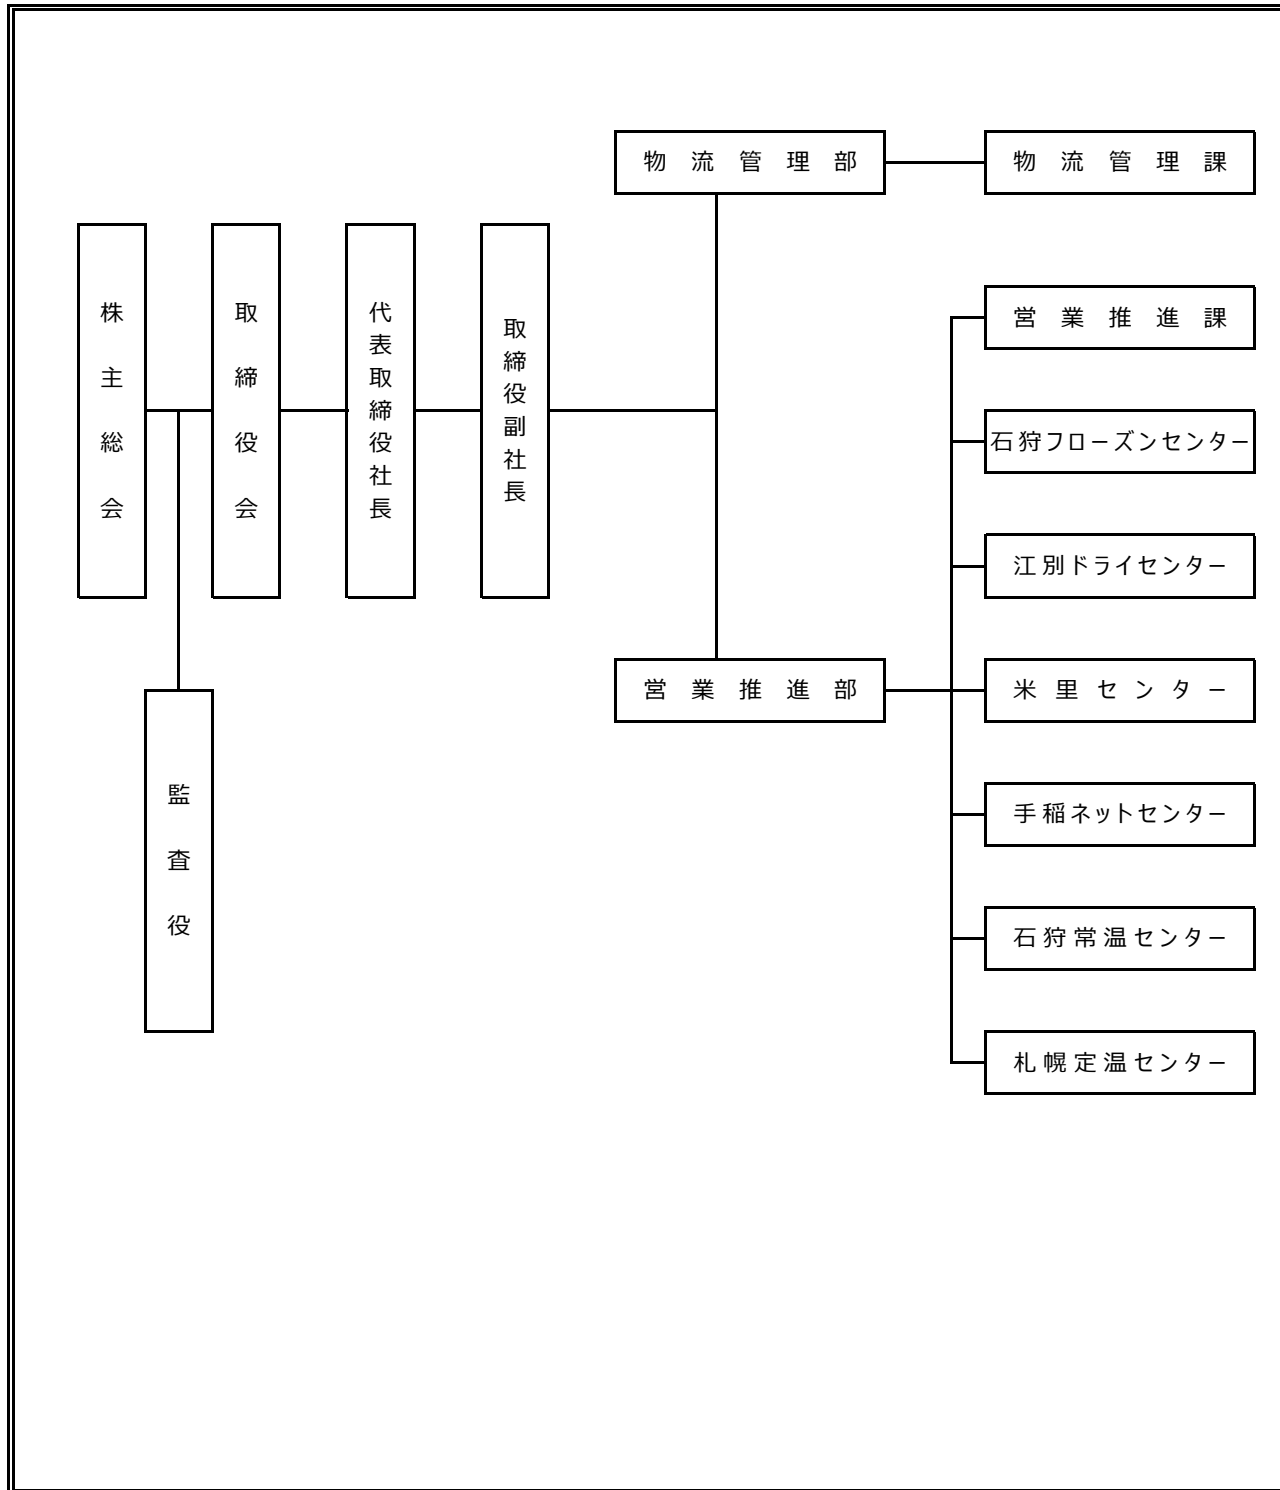 物流管理部
物流管理課
株主総会
取締役会
代表取締役社長
取締役副社長
営業推進課
石狩フローズンセンター
江別ドライセンター
営業推進部
米里センター
監査役
手稲ネットセンター
石狩常温センター
札幌定温センター